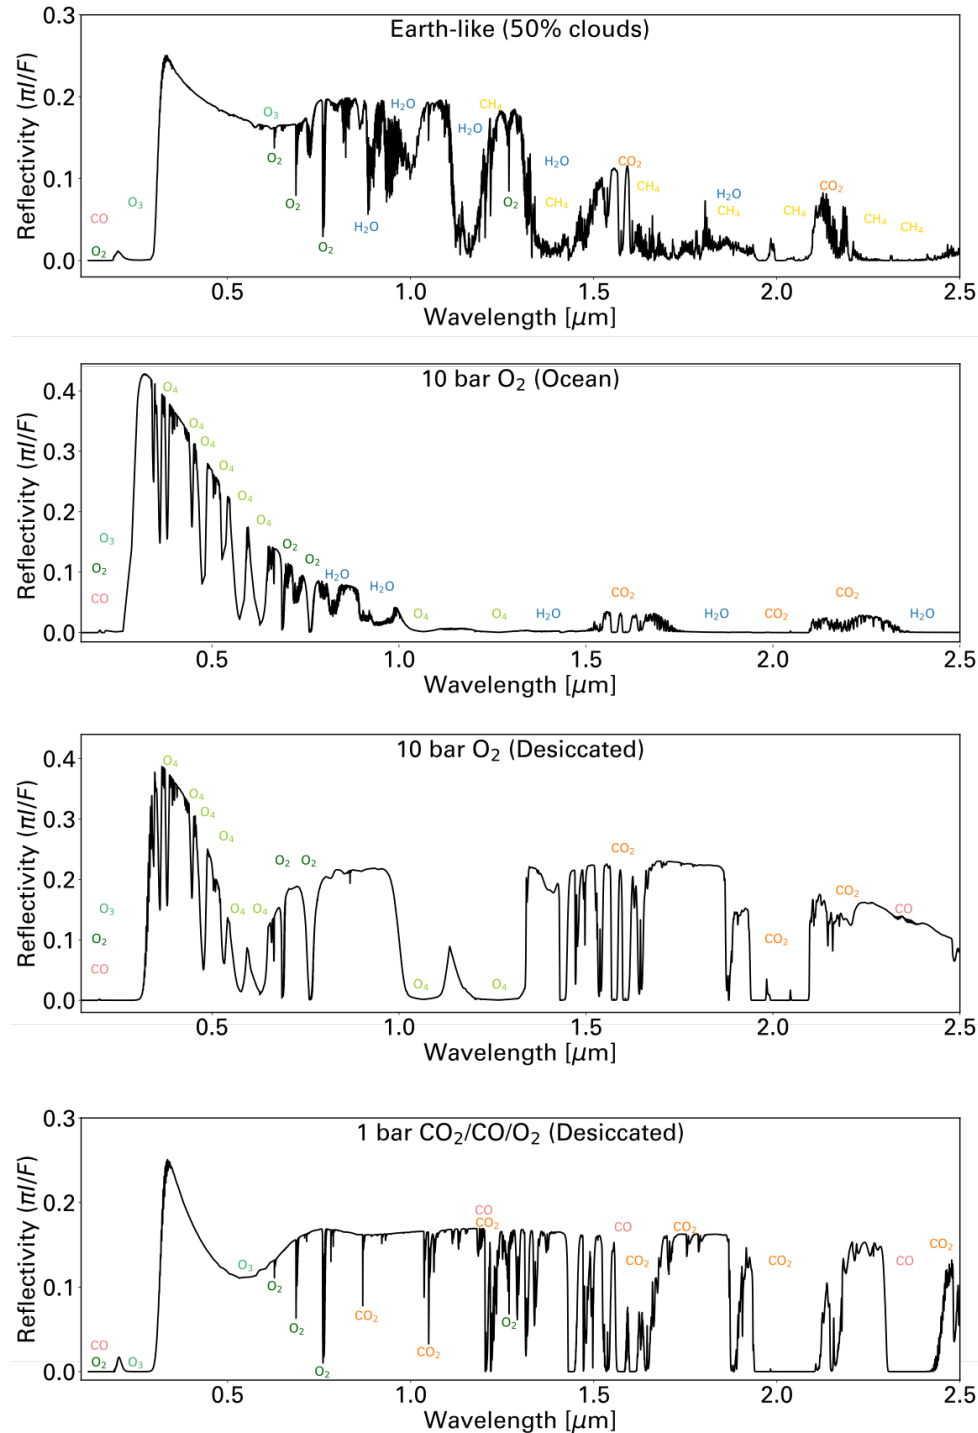 Earth-like (50% clouds)
Reflectivity (πI/F)
0.3
0.2
0.1
0.0
CO
O₂
O₃
O₃
O₂
O₂
O₂
H₂O
H₂O
H₂O
CH₄
O₂
H₂O
CH₄
CO₂
CH₄
H₂O
CH₄
CO₂
CH₄
CH₄
CH₄
0.5 1.0 1.5 2.0 2.5
Wavelength [μm]
10 bar O₂ (Ocean)
Reflectivity (πI/F)
0.4
0.3
0.2
0.1
0.0
O₃
O₂
CO
O₄
O₄
O₄
O₄
O₄
O₄
O₂
O₂
H₂O
H₂O
O₄
O₄
H₂O
CO₂
H₂O
CO₂
CO₂
H₂O
0.5 1.0 1.5 2.0 2.5
Wavelength [μm]
10 bar O₂ (Desiccated)
Reflectivity (πI/F)
0.4
0.3
0.2
0.1
0.0
O₃
O₂
CO
O₄
O₄
O₄
O₄
O₄
O₄
O₂
O₂
O₄
O₄
CO₂
CO₂
CO₂
CO
0.5 1.0 1.5 2.0 2.5
Wavelength [μm]
1 bar CO₂/CO/O₂ (Desiccated)
Reflectivity (πI/F)
0.3
0.2
0.1
0.0
CO
O₂
O₃
O₃
O₂
O₂
O₂
CO₂
CO₂
CO
CO₂
O₂
CO
CO₂
CO₂
CO₂
CO
CO₂
0.5 1.0 1.5 2.0 2.5
Wavelength [μm]